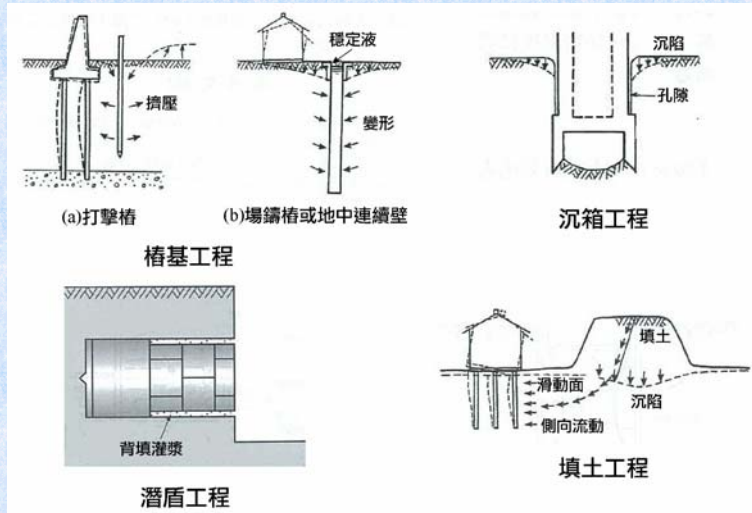 穩定液
沉陷
擠壓
變形
孔隙
(a)打擊樁
(b)場鑄樁或地中連續壁
沉箱工程
樁基工程
填土
滑動面
沉陷
側向流動
背填灌漿
填土工程
潛盾工程